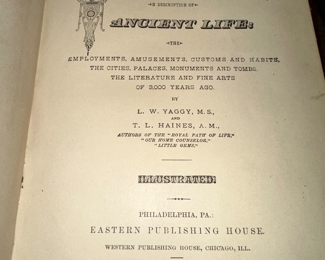 A DESCRIPTION OF
ANCIENT LIFE:
THE
EMPLOYMENTS, AMUSEMENTS, CUSTOMS AND HABITS,
THE CITIES, PALACES, MONUMENTS AND TOMBS,
THE LITERATURE AND FINE ARTS
OF 3,000 YEARS AGO.
BY
L. W. YAGGY, M.S.,
AND
T. L. HAINES, A.M.,
AUTHORS OF THE "ROYAL PATH OF LIFE,"
"OUR HOME COUNSELOR,"
"LITTLE GEMS."
ILLUSTRATED.
PHILADELPHIA, PA.:
EASTERN PUBLISHING HOUSE.
WESTERN PUBLISHING HOUSE, CHICAGO, ILL.